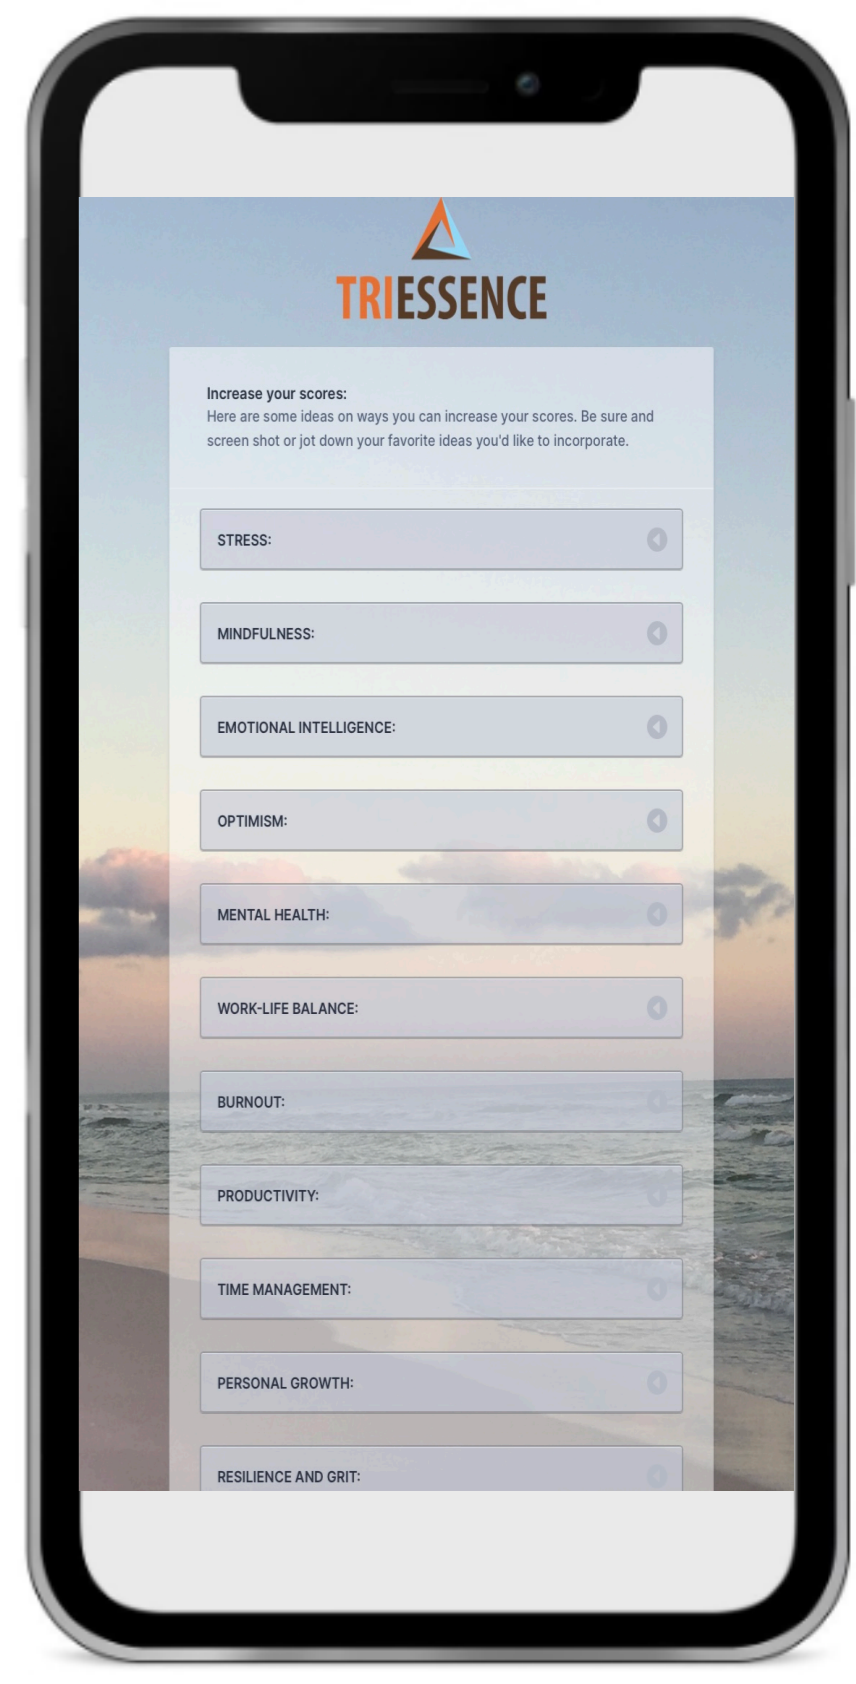 TRIESSENCE
Increase your scores:
Here are some ideas on ways you can increase your scores. Be sure and
screen shot or jot down your favorite ideas you'd like to incorporate.
STRESS:
MINDFULNESS:
EMOTIONAL INTELLIGENCE:
OPTIMISM:
MENTAL HEALTH:
WORK-LIFE BALANCE:
BURNOUT:
PRODUCTIVITY:
TIME MANAGEMENT:
PERSONAL GROWTH:
RESILIENCE AND GRIT: